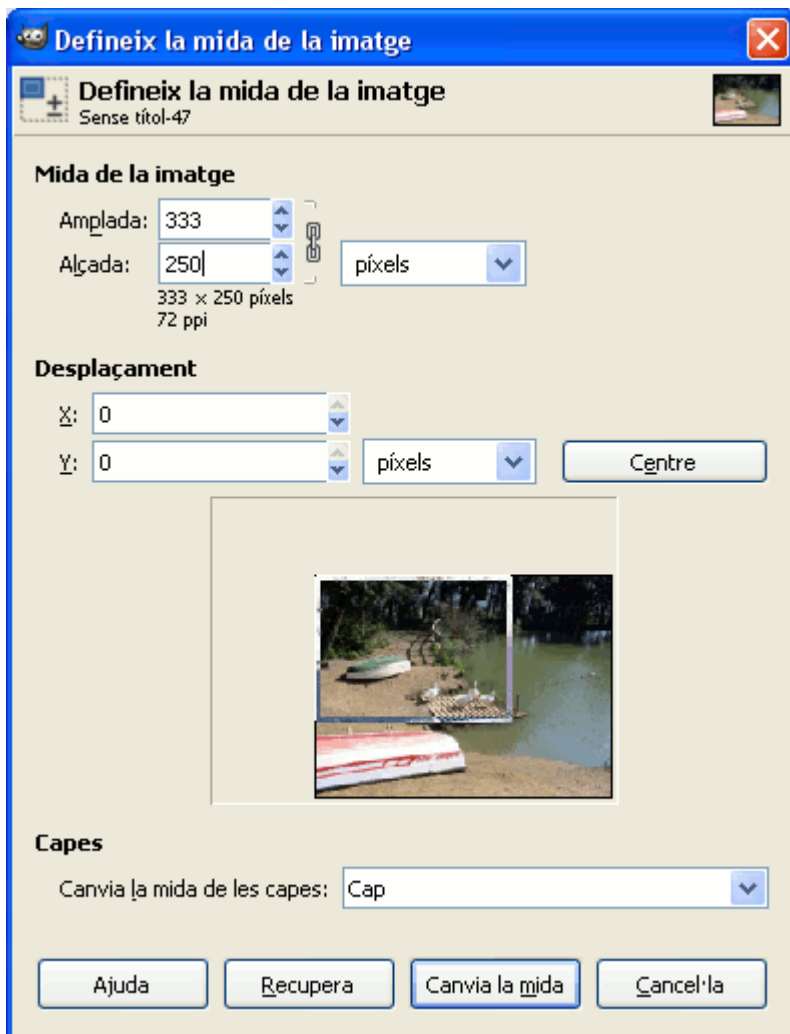 Defineix la mida de la imatge
Defineix la mida de la imatge
Sense títol-47
Mida de la imatge
Amplada: 333
Alçada: 250 píxels
333 × 250 píxels
72 ppi
Desplaçament
X: 0
Y: 0 píxels Centre
Capes
Canvia la mida de les capes: Cap
Ajuda Recupera Canvia la mida Cancel·la